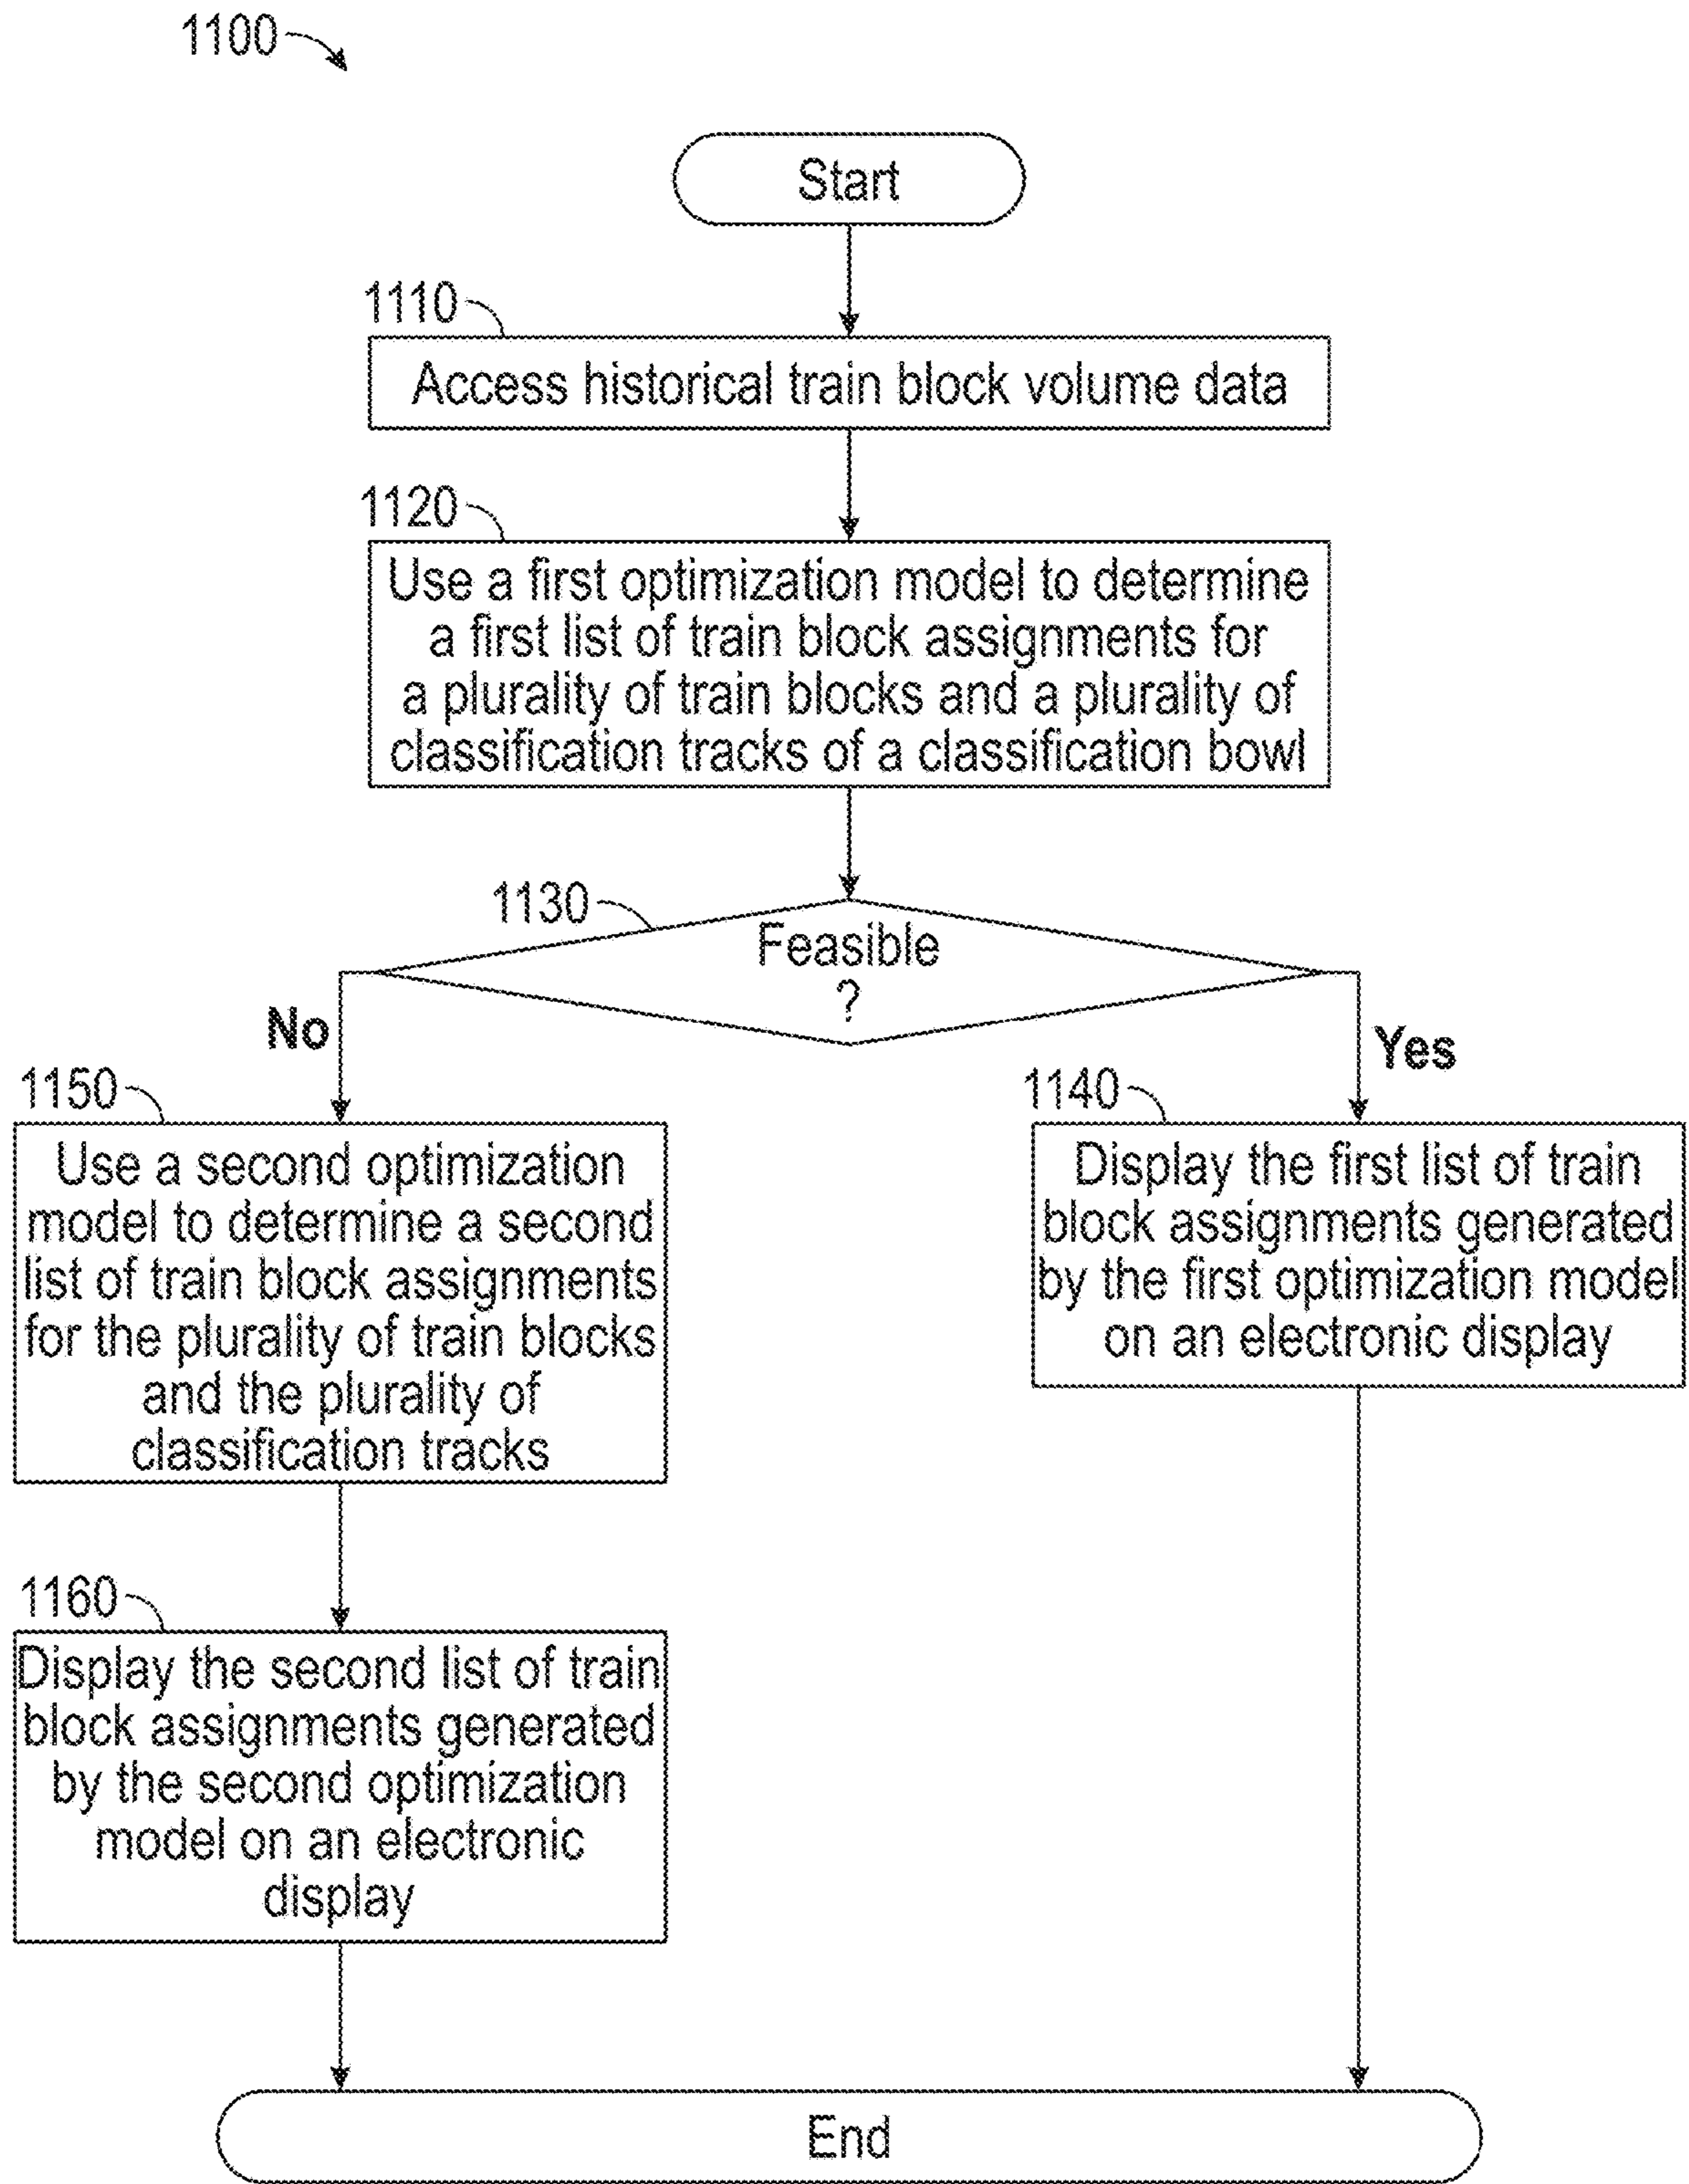 1100
Start
1110
Access historical train block volume data
1120
Use a first optimization model to determine
a first list of train block assignments for
a plurality of train blocks and a plurality of
classification tracks of a classification bowl
1130
Feasible
?
No
Yes
1150
Use a second optimization
model to determine a second
list of train block assignments
for the plurality of train blocks
and the plurality of
classification tracks
1140
Display the first list of train
block assignments generated
by the first optimization model
on an electronic display
1160
Display the second list of train
block assignments generated
by the second optimization
model on an electronic
display
End